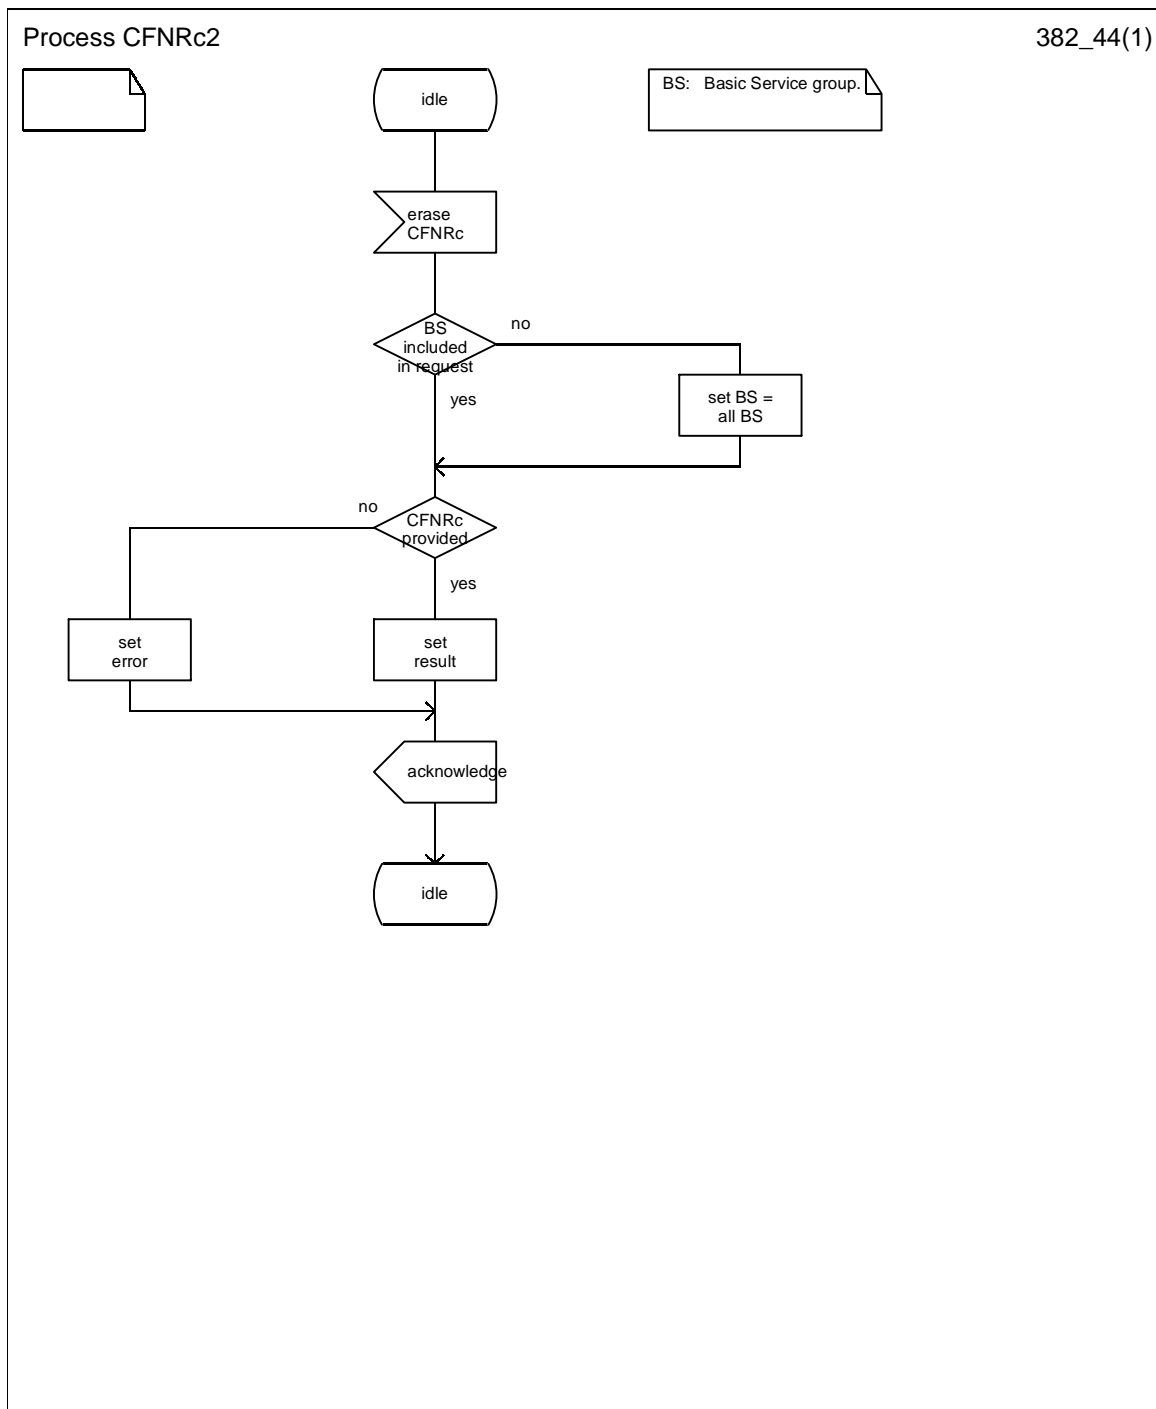 Process CFNRc2
382_44(1)
idle
BS: Basic Service group.
erase
CFNRc
BS
included
in request
no
yes
set BS =
all BS
no
CFNRc
provided
yes
set
error
set
result
acknowledge
idle